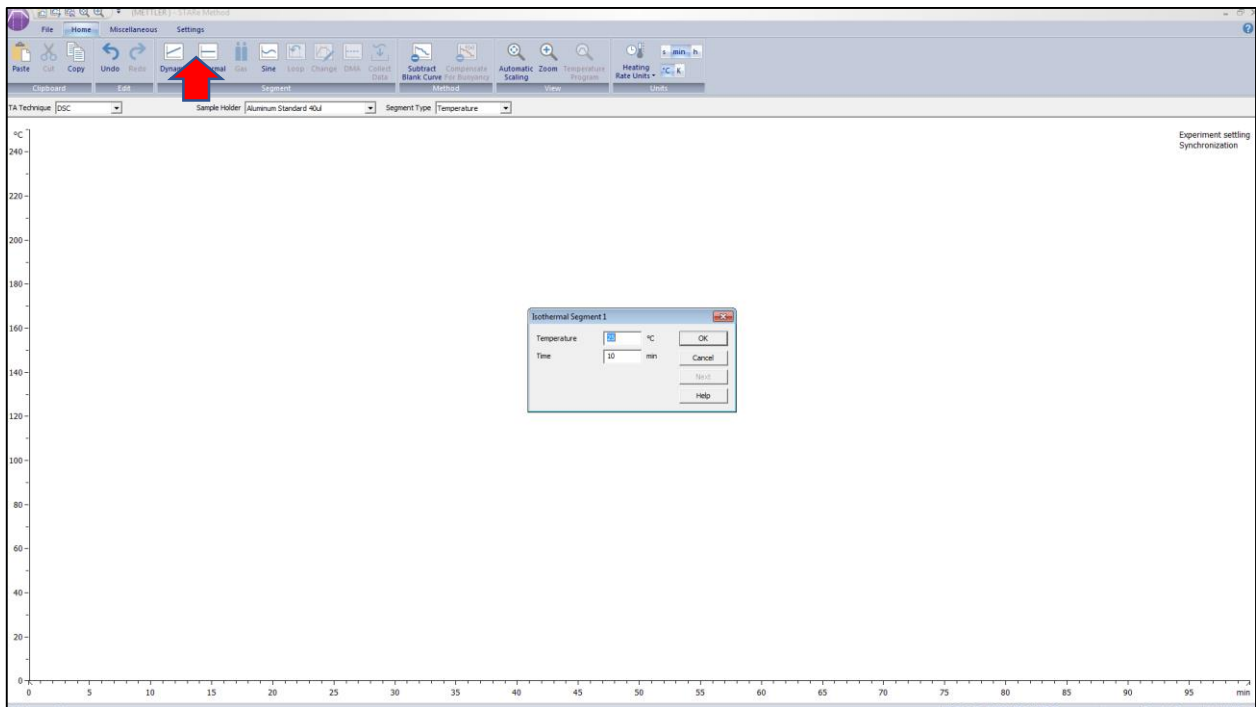 (METTLER) - STARe Method
File Home Miscellaneous Settings
Paste Cut Copy Undo Redo Sine Loop Change DMA Collect Data Subtract Blank Curve Compensate For Buoyancy Automatic Scaling Zoom Temperature Program Heating Rate Units s min h
Gas °C K
Clipboard Edit Segment Method View Units
TA Technique DSC Sample Holder Aluminum Standard 40ul Segment Type Temperature
°C
Experiment settling
Synchronization
240
220
200
180
160
140
120
100
80
60
40
20
0
Isothermal Segment 1
Temperature °C OK
Time 10 min Cancel
Next
Help
0 5 10 15 20 25 30 35 40 45 50 55 60 65 70 75 80 85 90 95 min